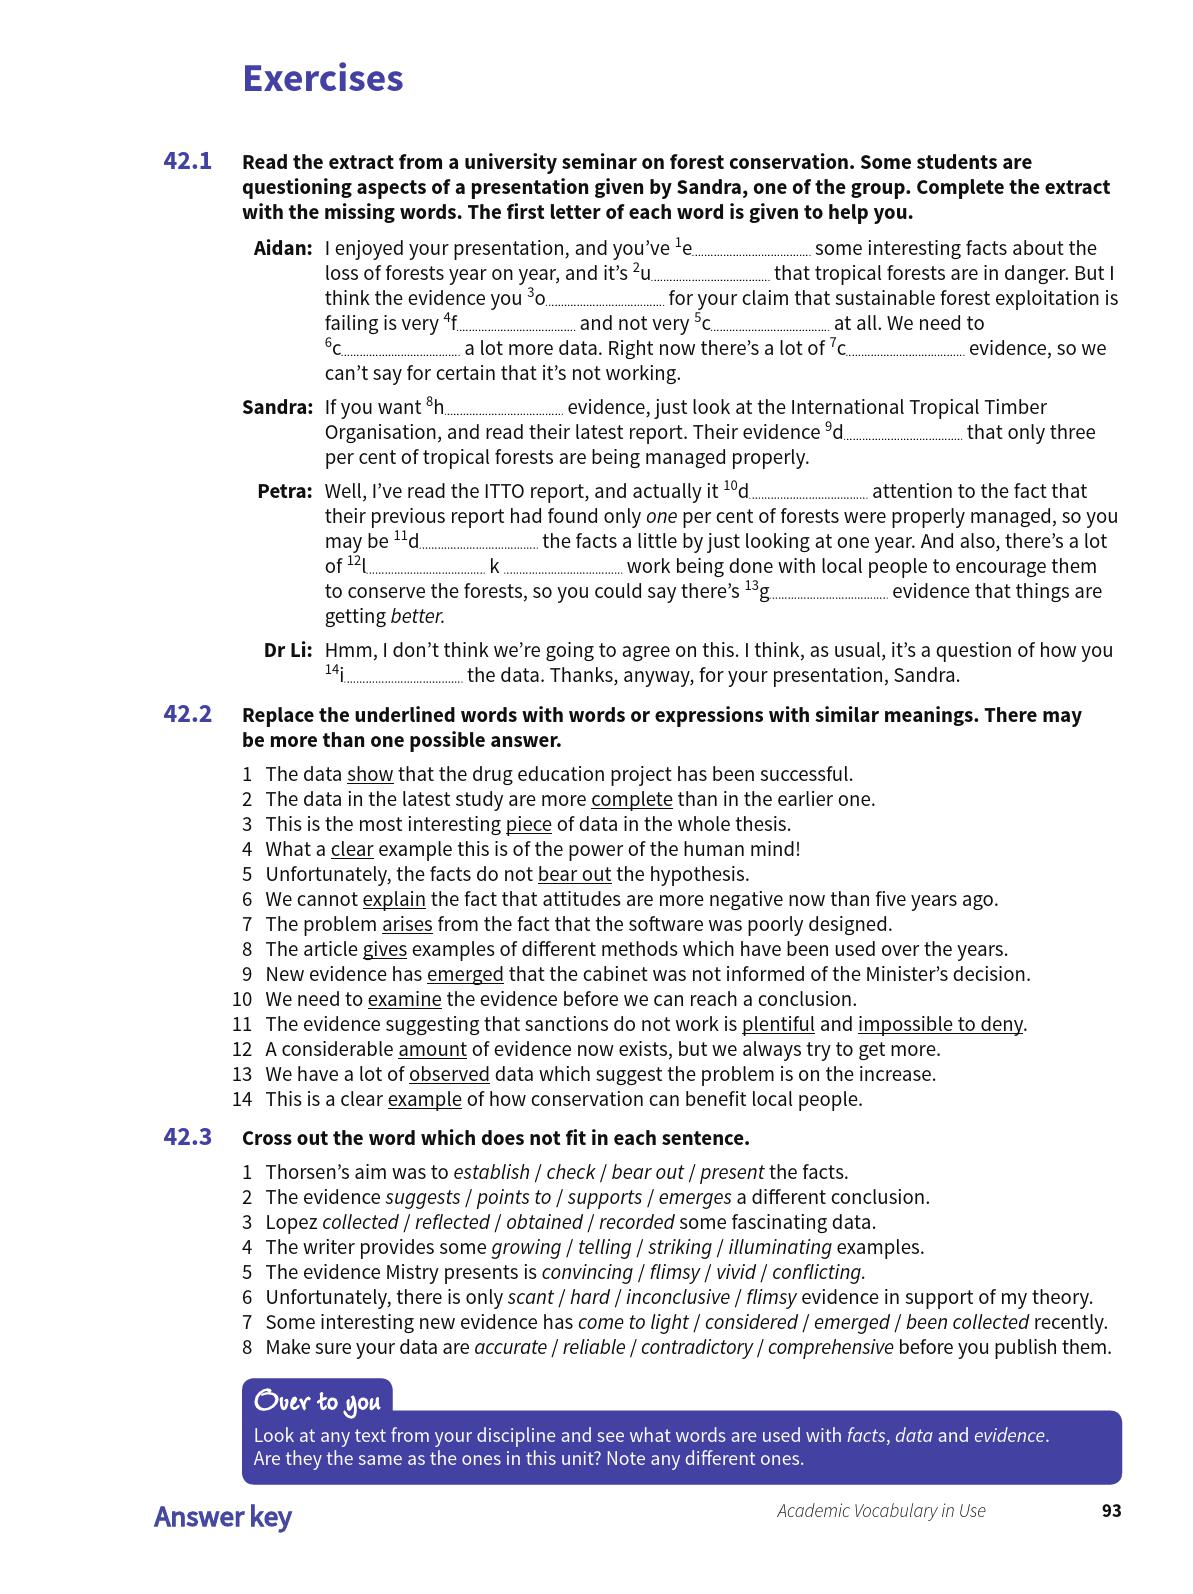 Exercises
42.1 Read the extract from a university seminar on forest conservation. Some students are
questioning aspects of a presentation given by Sandra, one of the group. Complete the extract
with the missing words. The first letter of each word is given to help you.
Aidan: I enjoyed your presentation, and you’ve 1e.............................. some interesting facts about the
loss of forests year on year, and it’s 2u.............................. that tropical forests are in danger. But I
think the evidence you 3o.............................. for your claim that sustainable forest exploitation is
failing is very 4f.............................. and not very 5c.............................. at all. We need to
6c.............................. a lot more data. Right now there’s a lot of 7c.............................. evidence, so we
can’t say for certain that it’s not working.
Sandra: If you want 8h.............................. evidence, just look at the International Tropical Timber
Organisation, and read their latest report. Their evidence 9d.............................. that only three
per cent of tropical forests are being managed properly.
Petra: Well, I’ve read the ITTO report, and actually it 10d.............................. attention to the fact that
their previous report had found only one per cent of forests were properly managed, so you
may be 11d.............................. the facts a little by just looking at one year. And also, there’s a lot
of 12l.............................. k .............................. work being done with local people to encourage them
to conserve the forests, so you could say there’s 13g.............................. evidence that things are
getting better.
Dr Li: Hmm, I don’t think we’re going to agree on this. I think, as usual, it’s a question of how you
14i.............................. the data. Thanks, anyway, for your presentation, Sandra.
42.2 Replace the underlined words with words or expressions with similar meanings. There may
be more than one possible answer.
1 The data show that the drug education project has been successful.
2 The data in the latest study are more complete than in the earlier one.
3 This is the most interesting piece of data in the whole thesis.
4 What a clear example this is of the power of the human mind!
5 Unfortunately, the facts do not bear out the hypothesis.
6 We cannot explain the fact that attitudes are more negative now than five years ago.
7 The problem arises from the fact that the software was poorly designed.
8 The article gives examples of different methods which have been used over the years.
9 New evidence has emerged that the cabinet was not informed of the Minister’s decision.
10 We need to examine the evidence before we can reach a conclusion.
11 The evidence suggesting that sanctions do not work is plentiful and impossible to deny.
12 A considerable amount of evidence now exists, but we always try to get more.
13 We have a lot of observed data which suggest the problem is on the increase.
14 This is a clear example of how conservation can benefit local people.
42.3 Cross out the word which does not fit in each sentence.
1 Thorsen’s aim was to establish / check / bear out / present the facts.
2 The evidence suggests / points to / supports / emerges a different conclusion.
3 Lopez collected / reflected / obtained / recorded some fascinating data.
4 The writer provides some growing / telling / striking / illuminating examples.
5 The evidence Mistry presents is convincing / flimsy / vivid / conflicting.
6 Unfortunately, there is only scant / hard / inconclusive / flimsy evidence in support of my theory.
7 Some interesting new evidence has come to light / considered / emerged / been collected recently.
8 Make sure your data are accurate / reliable / contradictory / comprehensive before you publish them.
Over to you
Look at any text from your discipline and see what words are used with facts, data and evidence.
Are they the same as the ones in this unit? Note any different ones.
Answer key
Academic Vocabulary in Use 93